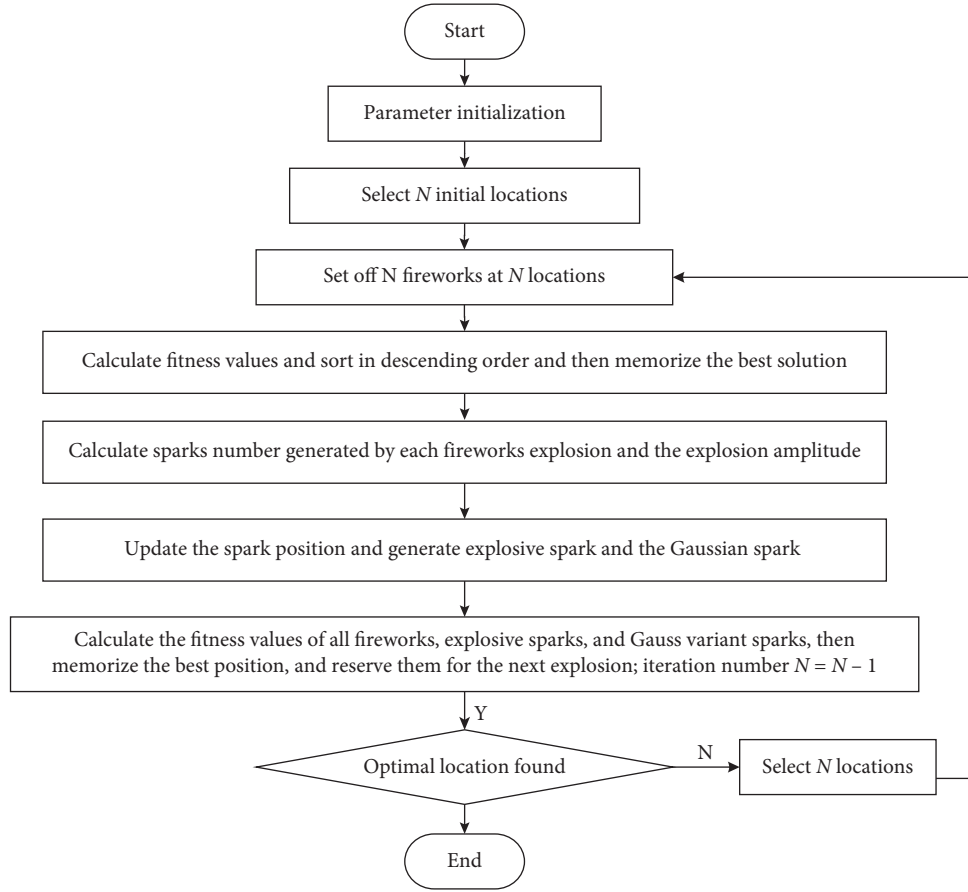 Start
Parameter initialization
Select N initial locations
Set off N fireworks at N locations
Calculate fitness values and sort in descending order and then memorize the best solution
Calculate sparks number generated by each fireworks explosion and the explosion amplitude
Update the spark position and generate explosive spark and the Gaussian spark
Calculate the fitness values of all fireworks, explosive sparks, and Gauss variant sparks, then
memorize the best position, and reserve them for the next explosion; iteration number N = N – 1
Y
Optimal location found
N
Select N locations
End